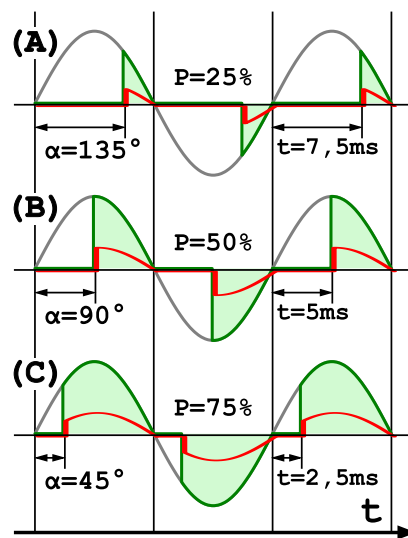 (A)
P=25%
α=135°
t=7,5ms
(B)
P=50%
α=90°
t=5ms
(C)
P=75%
α=45°
t=2,5ms
t